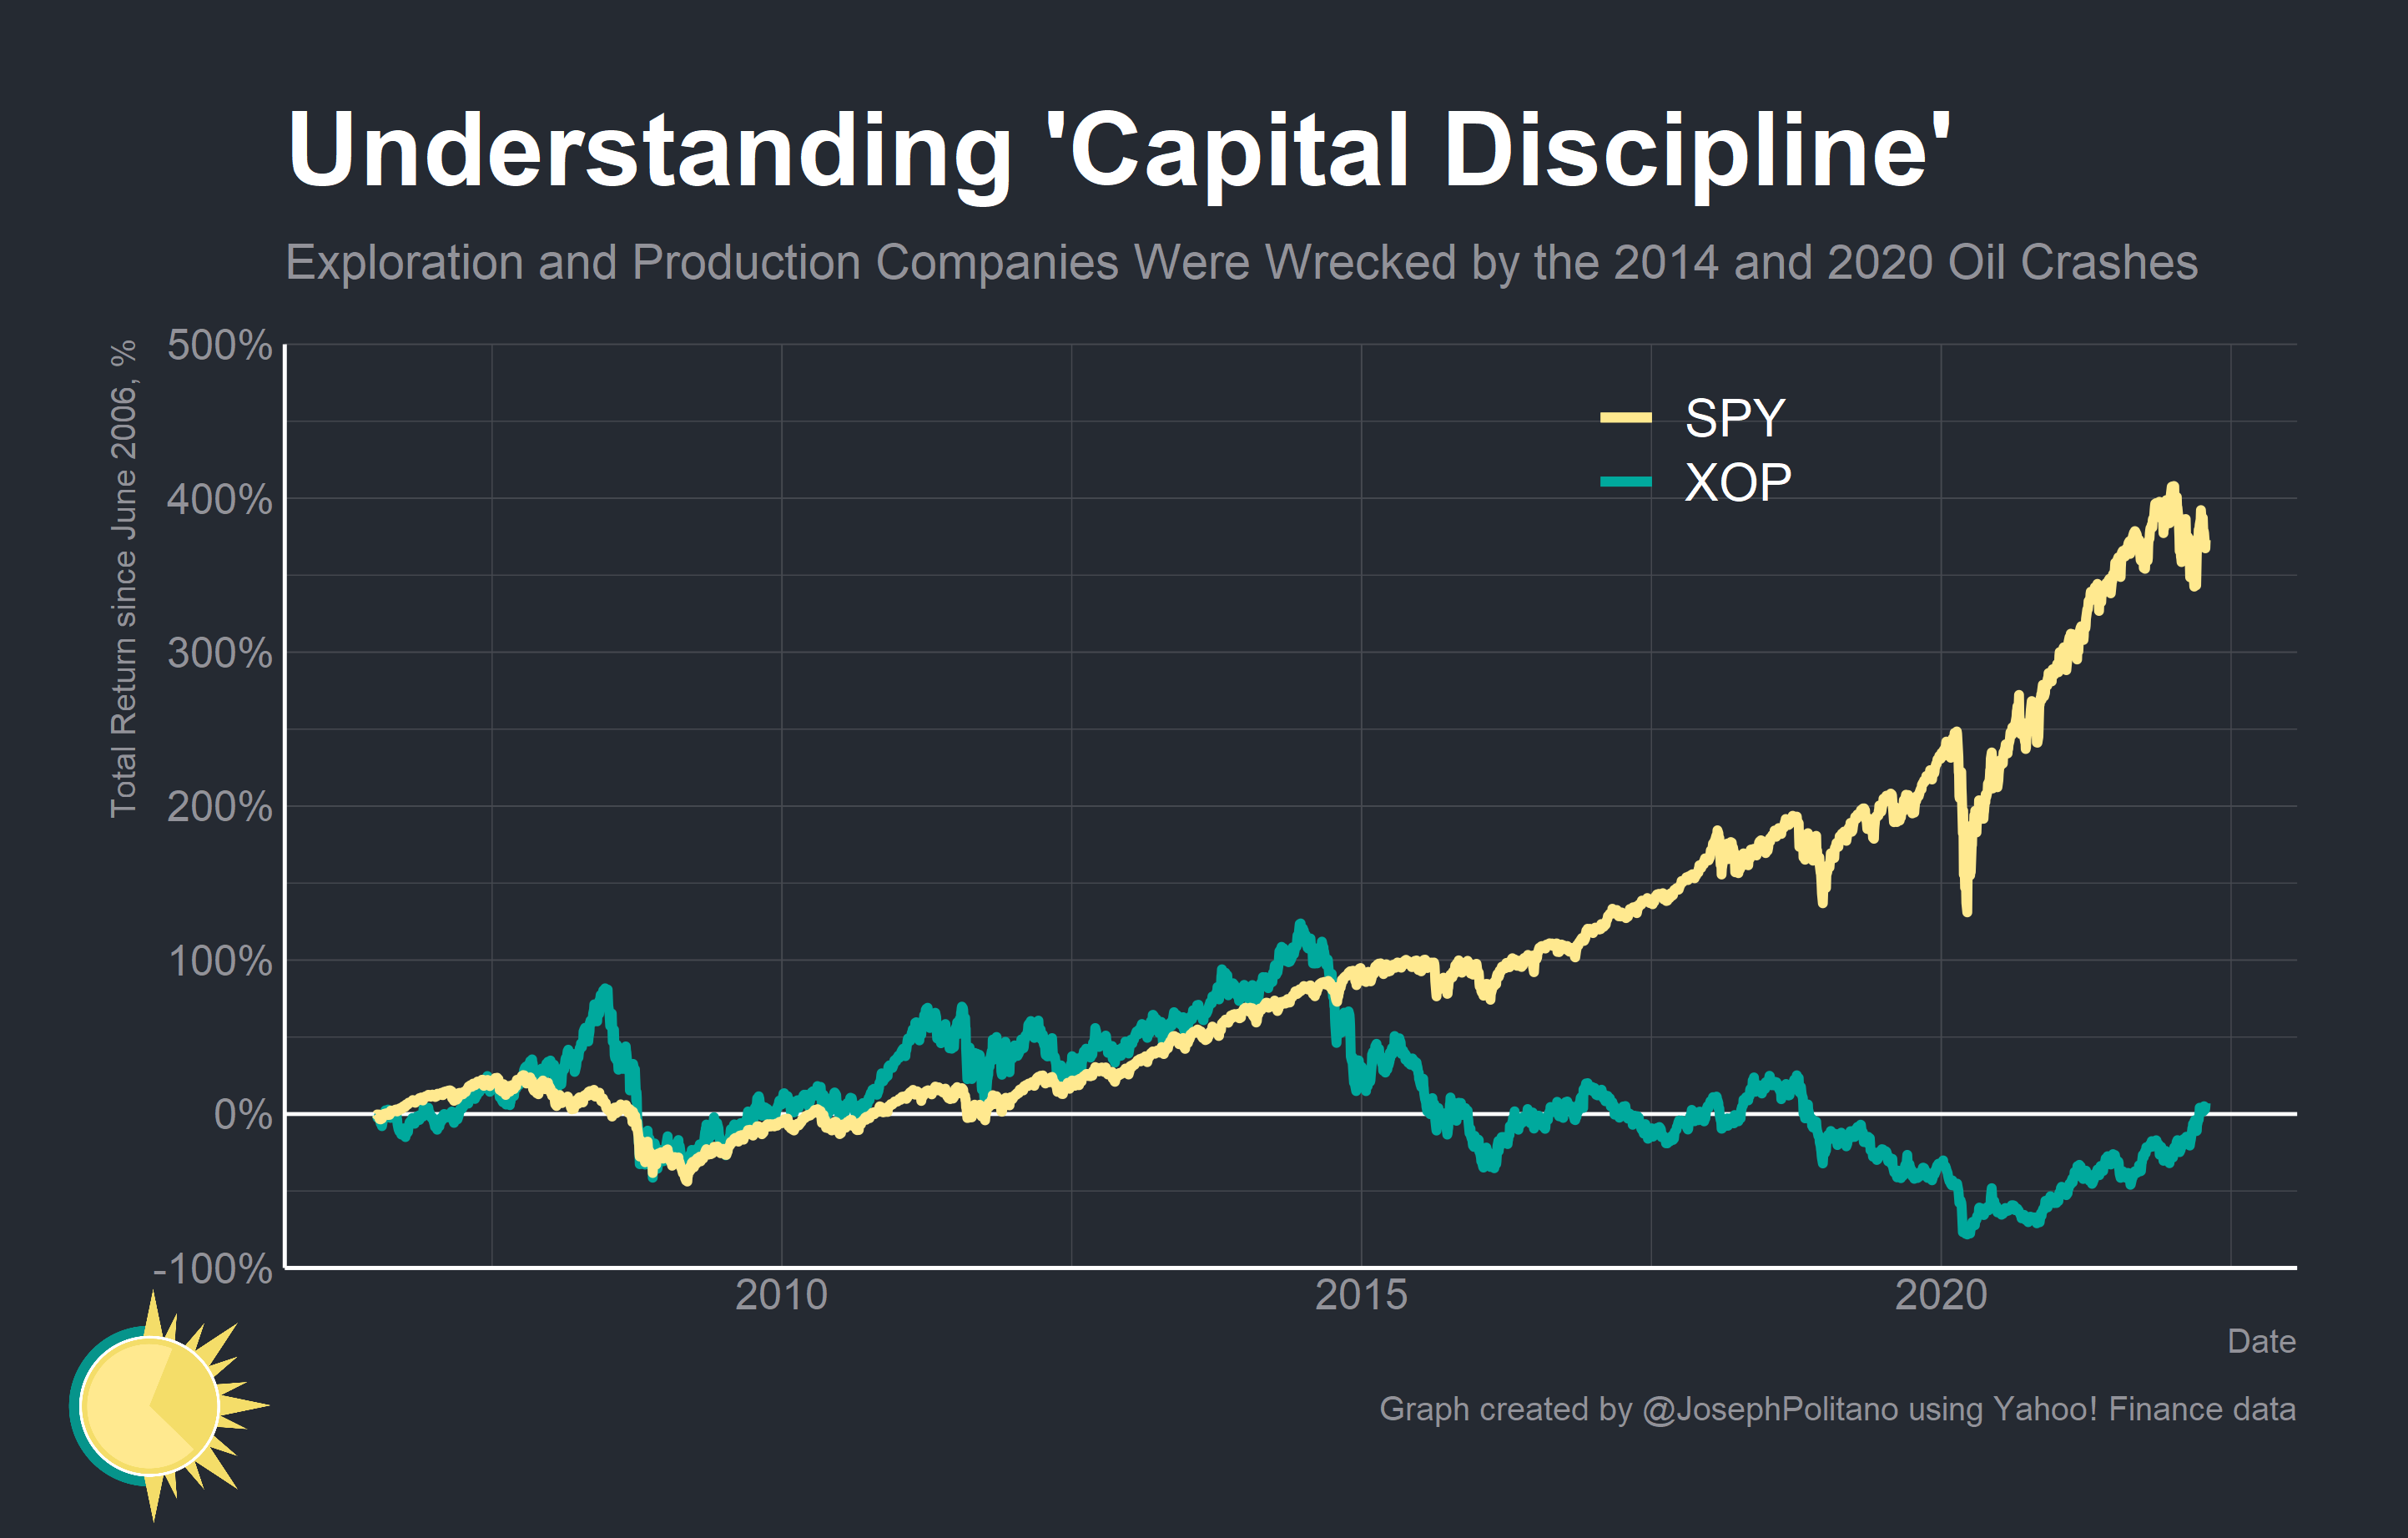 Understanding 'Capital Discipline'
Exploration and Production Companies Were Wrecked by the 2014 and 2020 Oil Crashes
Total Return since June 2006, %
500%
400%
300%
200%
100%
0%
-100%
SPY
XOP
2010 2015 2020
Date
Graph created by @JosephPolitano using Yahoo! Finance data